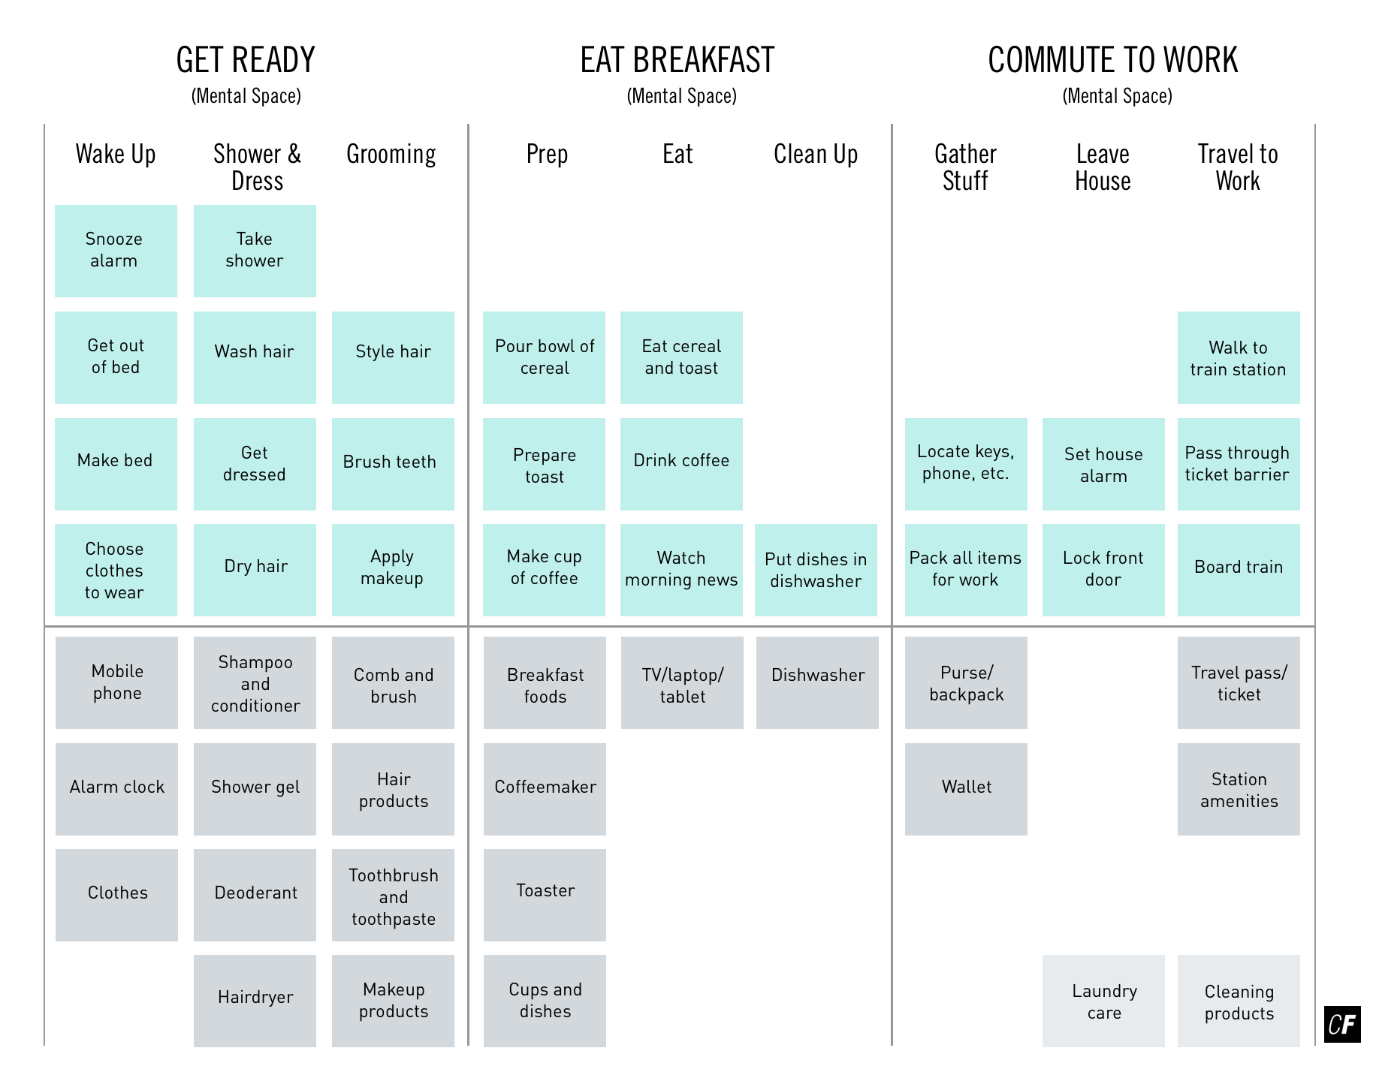 GET READY
(Mental Space)
EAT BREAKFAST
(Mental Space)
COMMUTE TO WORK
(Mental Space)
Wake Up
Shower &
Dress
Grooming
Prep
Eat
Clean Up
Gather
Stuff
Leave
House
Travel to
Work
Snooze
alarm
Take
shower
Get out
of bed
Wash hair
Style hair
Pour bowl of
cereal
Eat cereal
and toast
Walk to
train station
Make bed
Get
dressed
Brush teeth
Prepare
toast
Drink coffee
Locate keys,
phone, etc.
Set house
alarm
Pass through
ticket barrier
Choose
clothes
to wear
Dry hair
Apply
makeup
Make cup
of coffee
Watch
morning news
Put dishes in
dishwasher
Pack all items
for work
Lock front
door
Board train
Mobile
phone
Shampoo
and
conditioner
Comb and
brush
Breakfast
foods
TV/laptop/
tablet
Dishwasher
Purse/
backpack
Travel pass/
ticket
Alarm clock
Shower gel
Hair
products
Coffeemaker
Wallet
Station
amenities
Clothes
Deoderant
Toothbrush
and
toothpaste
Toaster
Hairdryer
Makeup
products
Cups and
dishes
Laundry
care
Cleaning
products
CF